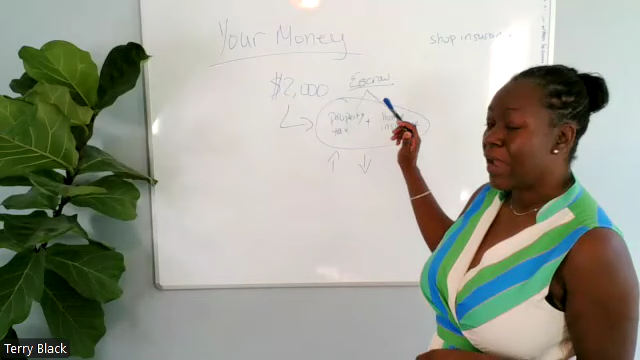 Your Money
shop insuran
$2,000 Escrow
property + 
tax
Terry Black